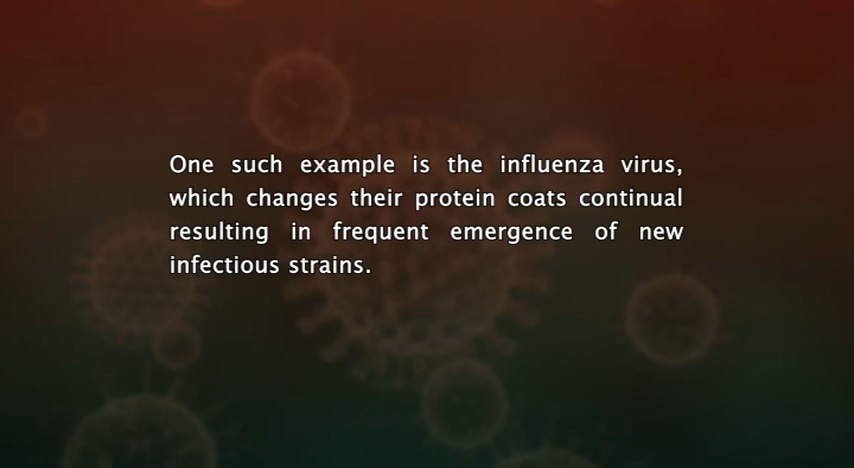 One such example is the influenza virus,
which changes their protein coats continual
resulting in frequent emergence of new
infectious strains.